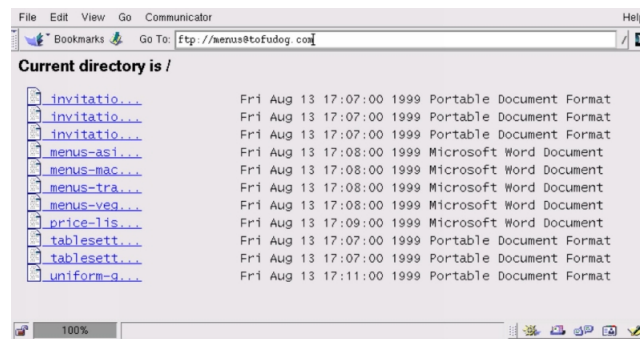 File Edit View Go Communicator Help
Bookmarks Go To: ftp://menus@tofudog.com
Current directory is /
invitatio... Fri Aug 13 17:07:00 1999 Portable Document Format
invitatio... Fri Aug 13 17:07:00 1999 Portable Document Format
invitatio... Fri Aug 13 17:07:00 1999 Portable Document Format
menus-asi... Fri Aug 13 17:08:00 1999 Microsoft Word Document
menus-mac... Fri Aug 13 17:08:00 1999 Microsoft Word Document
menus-tra... Fri Aug 13 17:08:00 1999 Microsoft Word Document
menus-veg... Fri Aug 13 17:08:00 1999 Microsoft Word Document
price-lis... Fri Aug 13 17:09:00 1999 Microsoft Word Document
tablesett... Fri Aug 13 17:07:00 1999 Portable Document Format
tablesett... Fri Aug 13 17:07:00 1999 Portable Document Format
uniform-g... Fri Aug 13 17:11:00 1999 Portable Document Format
100%